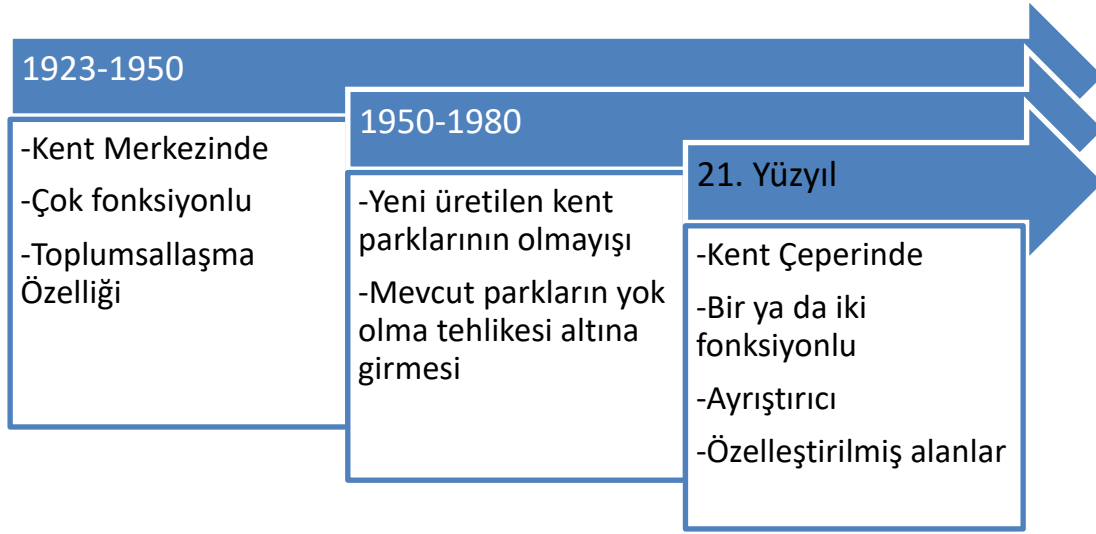 1923-1950
-Kent Merkezinde
-Çok fonksiyonlu
-Toplumsallaşma
Özelliği
1950-1980
-Yeni üretilen kent
parklarının olmayışı
-Mevcut parkların yok
olma tehlikesi altına
girmesi
21. Yüzyıl
-Kent Çeperinde
-Bir ya da iki
fonksiyonlu
-Ayrıştırıcı
-Özelleştirilmiş alanlar